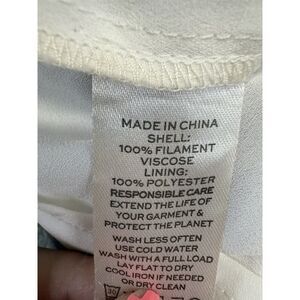 MADE IN CHINA
SHELL:
100% FILAMENT
VISCOSE
LINING:
100% POLYESTER
RESPONSIBLE CARE
EXTEND THE LIFE OF
YOUR GARMENT &
PROTECT THE PLANET
WASH LESS OFTEN
USE COLD WATER
WASH WITH A FULL LOAD
LAY FLAT TO DRY
COOL IRON IF NEEDED
OR DRY CLEAN
30